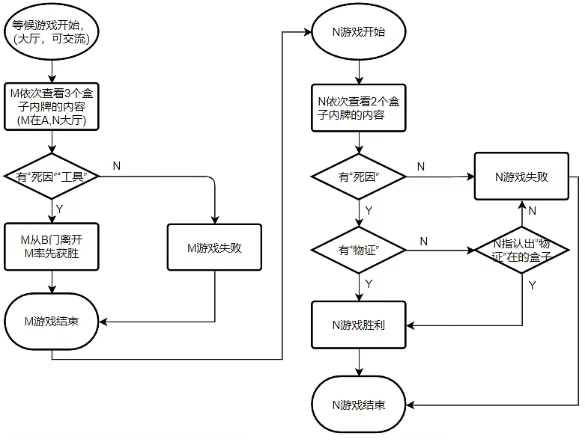 等候游戏开始，
(大厅，可交流)
M依次查看3个盒
子内牌的内容
(M在A,N大厅)
有“死因”“工具”
N
Y
M从B门离开
M率先获胜
M游戏失败
M游戏结束
N游戏开始
N依次查看2个盒
子内牌的内容
有“死因”
N
N游戏失败
Y
N
有“物证”
N
N指认出“物
证”在的盒子
Y
Y
N游戏胜利
N游戏结束